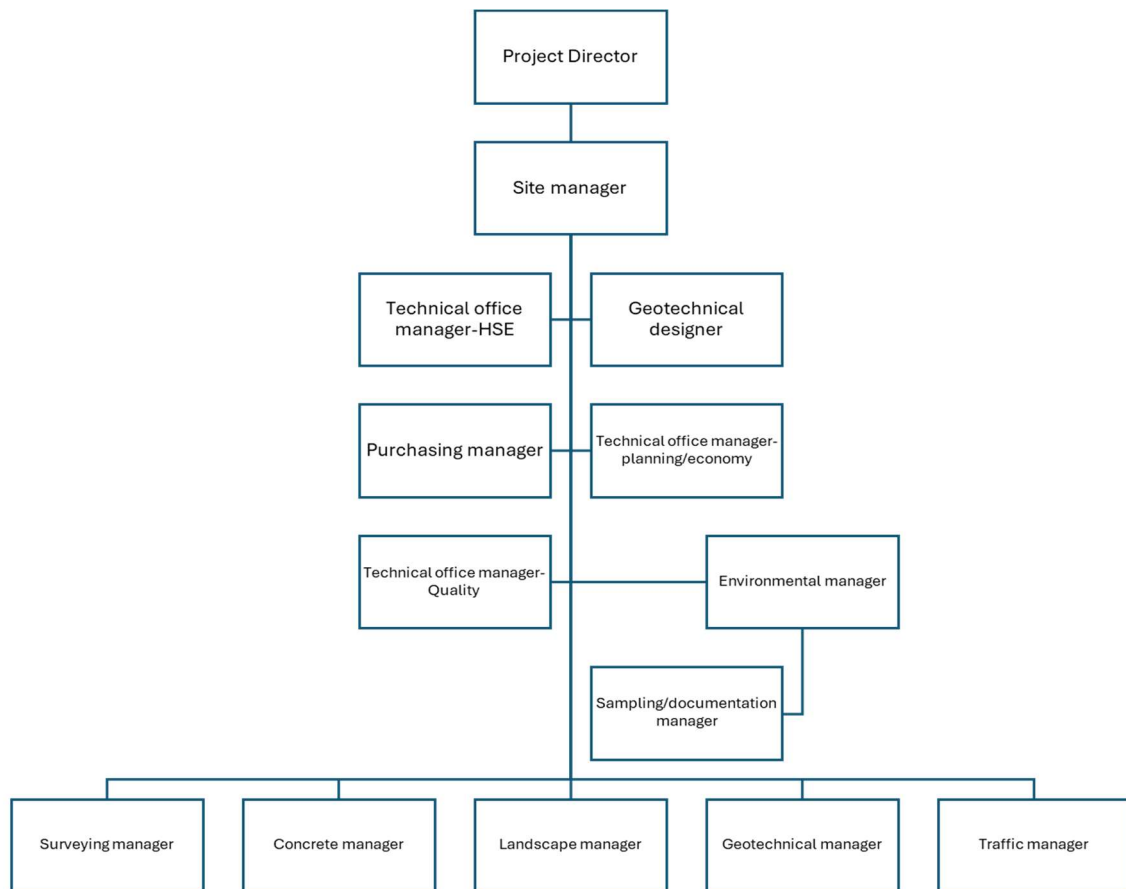 Project Director
Site manager
Technical office
manager-HSE
Geotechnical
designer
Purchasing manager
Technical office manager-
planning/economy
Technical office manager-
Quality
Environmental manager
Sampling/documentation
manager
Surveying manager
Concrete manager
Landscape manager
Geotechnical manager
Traffic manager